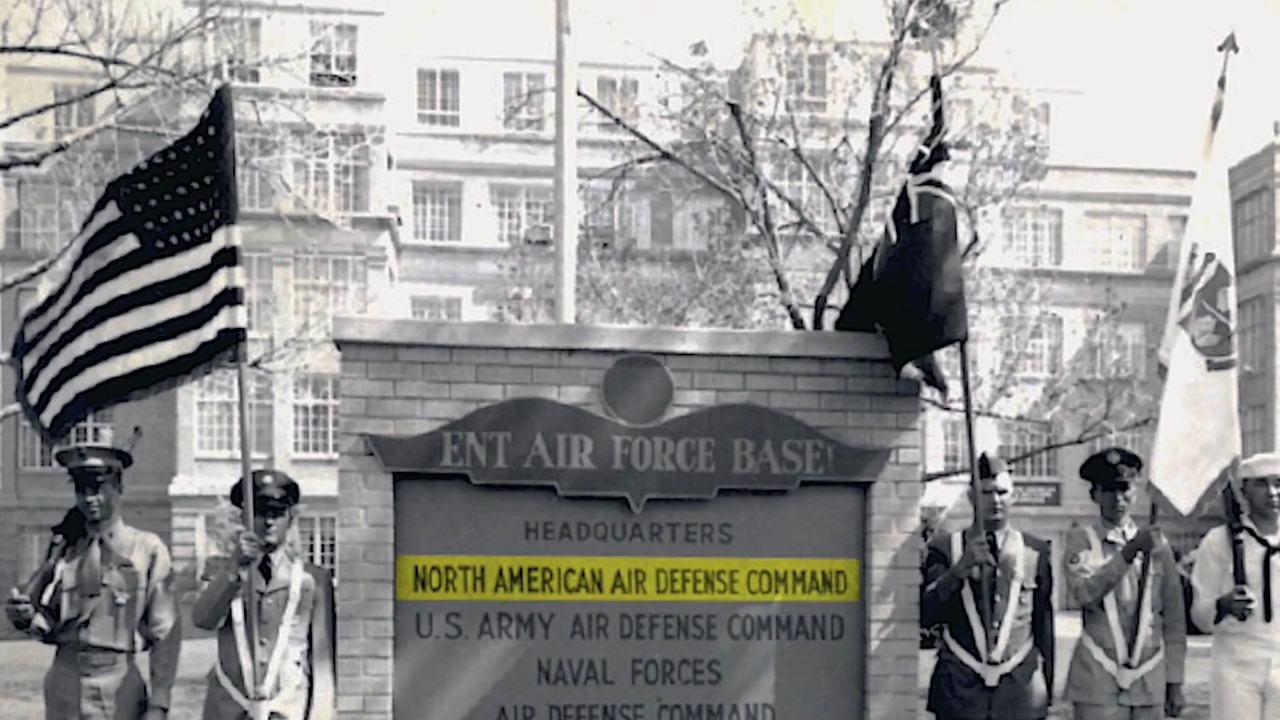 ENT AIR FORCE BASE
HEADQUARTERS
NORTH AMERICAN AIR DEFENSE COMMAND
U.S. ARMY AIR DEFENSE COMMAND
NAVAL FORCES
AIR DEFENSE COMMAND